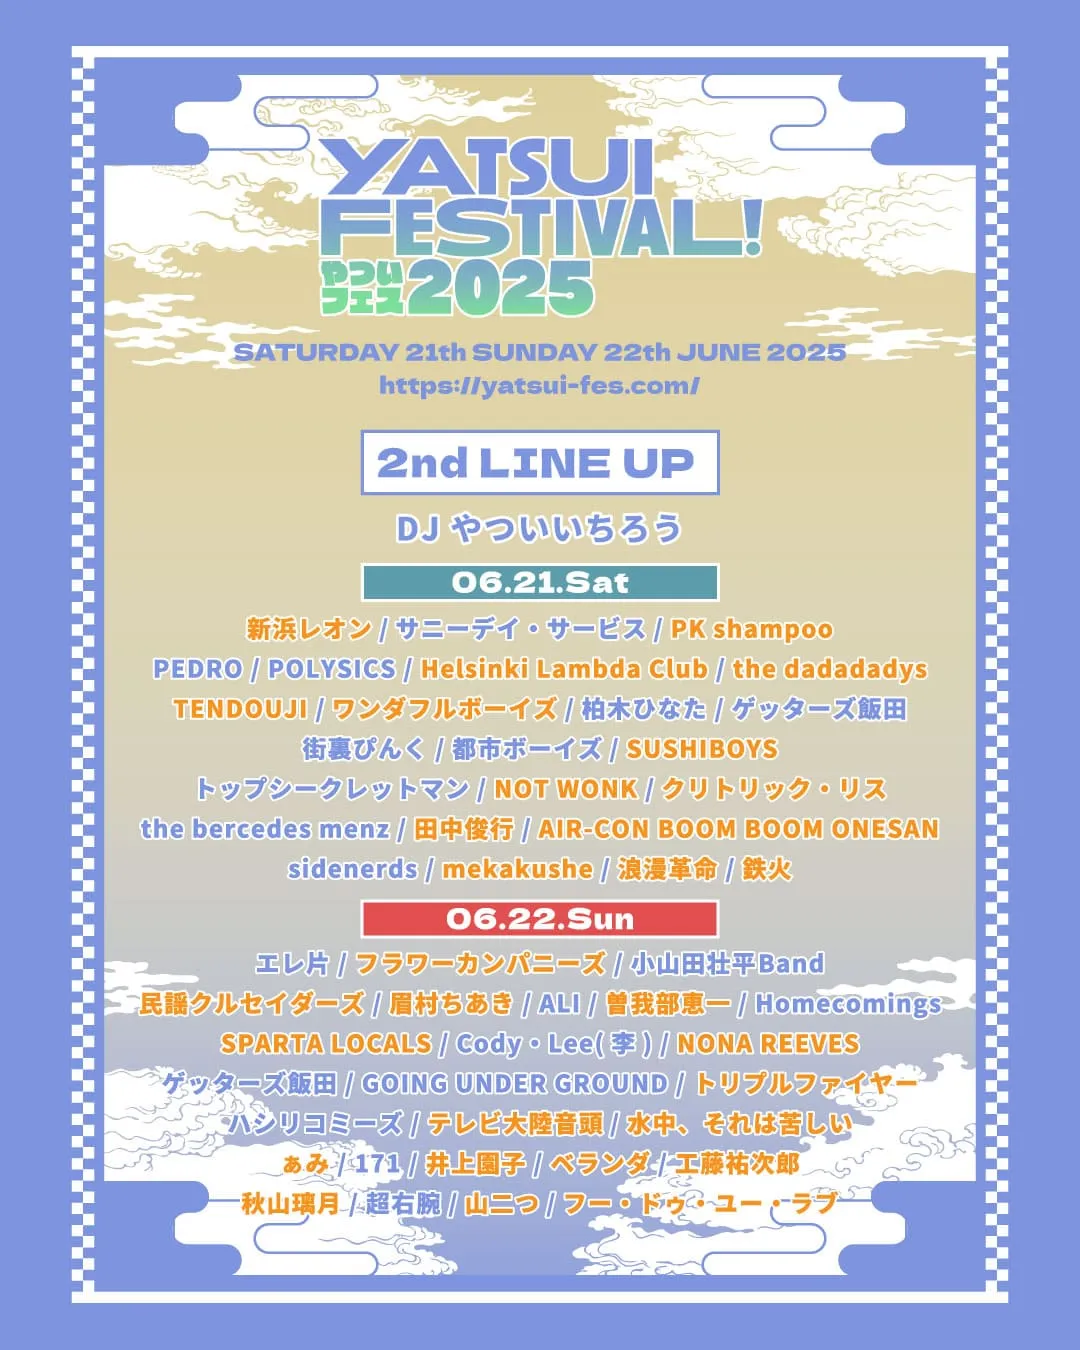 YATSUI
FESTIVAL!
やつい
フェス 2025
SATURDAY 21th SUNDAY 22th JUNE 2025
https://yatsui-fes.com/
2nd LINE UP
DJ やついいちろう
06.21.Sat
新浜レオン / サニーデイ・サービス / PK shampoo
PEDRO / POLYSICS / Helsinki Lambda Club / the dadadadys
TENDOUJI / ワンダフルボーイズ / 柏木ひなた / ゲッターズ飯田
街裏ぴんく / 都市ボーイズ / SUSHIBOYS
トップシークレットマン / NOT WONK / クリトリック・リス
the bercedes menz / 田中俊行 / AIR-CON BOOM BOOM ONESAN
sidenerds / mekakushe / 浪漫革命 / 鉄火
06.22.Sun
エレ片 / フラワーカンパニーズ / 小山田壮平Band
民謡クルセイダーズ / 眉村ちあき / ALI / 曽我部恵一 / Homecomings
SPARTA LOCALS / Cody・Lee(李) / NONA REEVES
ゲッターズ飯田 / GOING UNDER GROUND / トリプルファイヤー
ハシリコミーズ / テレビ大陸音頭 / 水中、それは苦しい
ぁみ / 171 / 井上園子 / ベランダ / 工藤祐次郎
秋山璃月 / 超右腕 / 山二つ / フー・ドゥ・ユー・ラブ